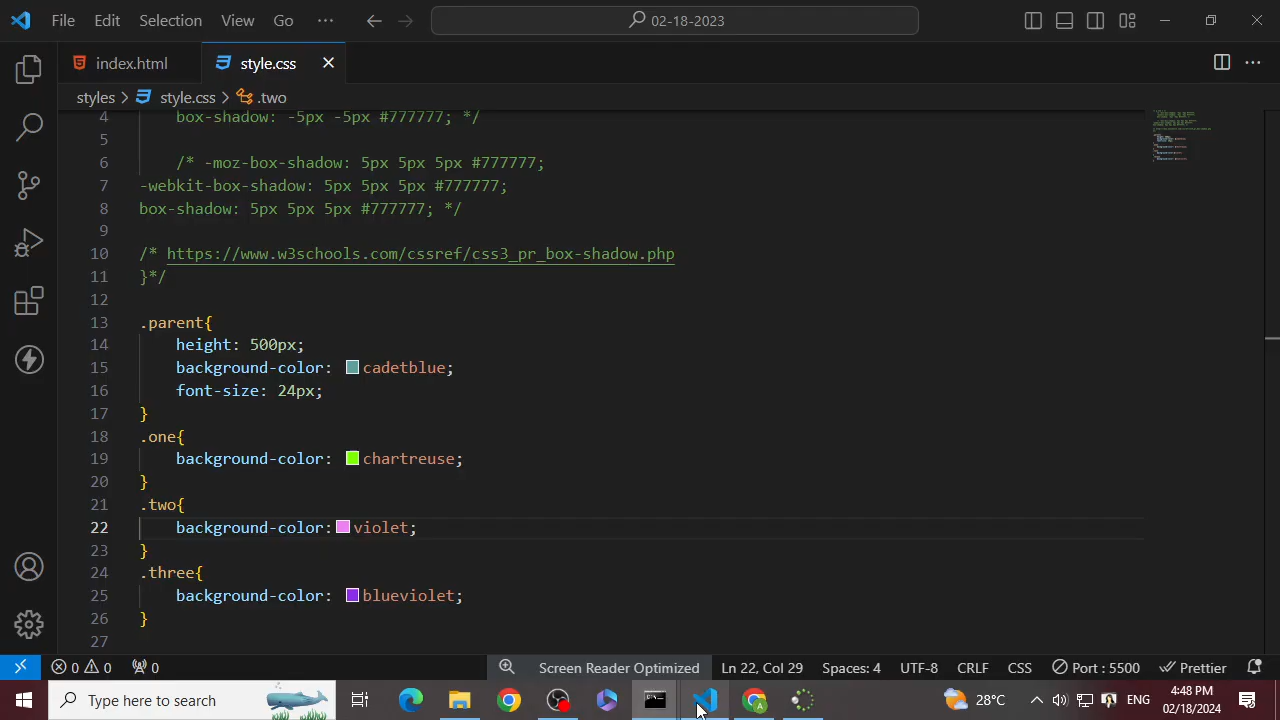 File Edit Selection View Go ··· 02-18-2023
index.html style.css
styles > style.css > .two
4 box-shadow: -5px -5px #777777; */
5
6 /* -moz-box-shadow: 5px 5px 5px #777777;
7 -webkit-box-shadow: 5px 5px 5px #777777;
8 box-shadow: 5px 5px 5px #777777; */
9
10 /* https://www.w3schools.com/cssref/css3_pr_box-shadow.php
11 }*/
12
13 .parent{
14 height: 500px;
15 background-color: cadetblue;
16 font-size: 24px;
17 }
18 .one{
19 background-color: chartreuse;
20 }
21 .two{
22 background-color: violet;
23 }
24 .three{
25 background-color: blueviolet;
26 }
27
0 0 0 Screen Reader Optimized Ln 22, Col 29 Spaces: 4 UTF-8 CRLF CSS Port : 5500 Prettier
Type here to search 28°C ENG 4:48 PM
02/18/2024